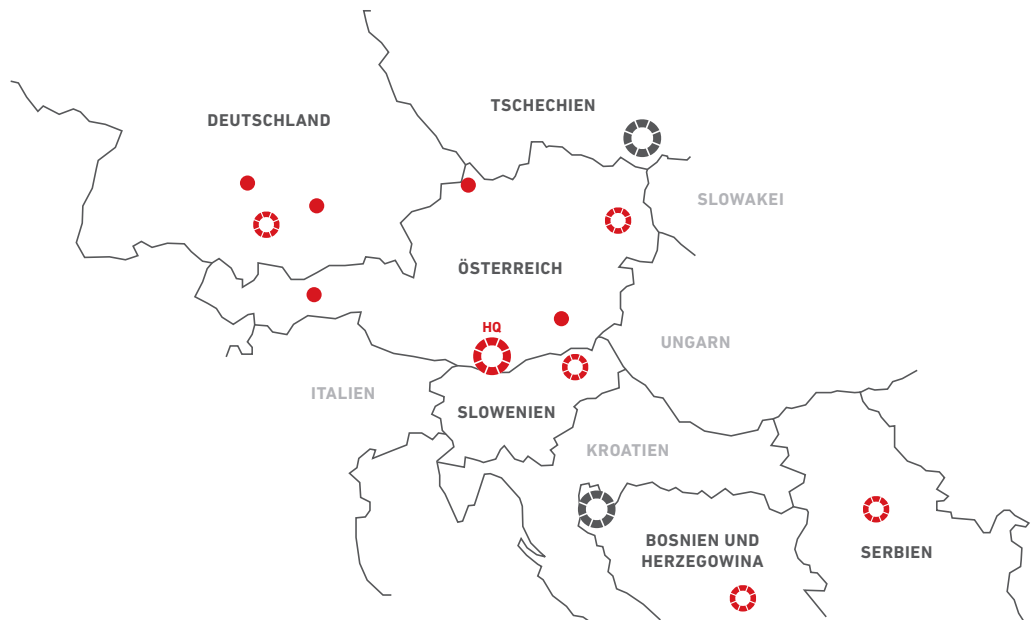 TSCHECHIEN
DEUTSCHLAND
SLOWAKEI
ÖSTERREICH
HQ
UNGARN
ITALIEN
SLOWENIEN
KROATIEN
BOSNIEN UND
HERZEGOWINA
SERBIEN